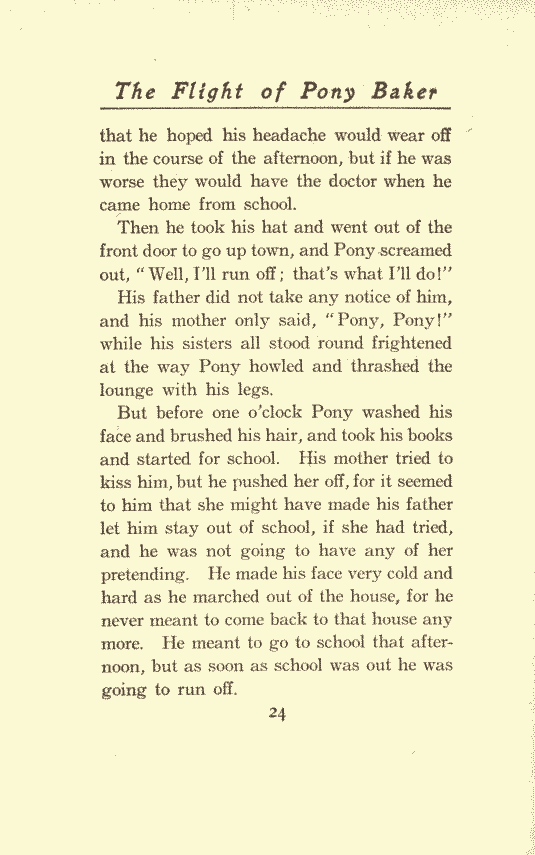 The Flight of Pony Baker
that he hoped his headache would wear off
in the course of the afternoon, but if he was
worse they would have the doctor when he
came home from school.
Then he took his hat and went out of the
front door to go up town, and Pony screamed
out, "Well, I'll run off; that's what I'll do!"
His father did not take any notice of him,
and his mother only said, "Pony, Pony!"
while his sisters all stood round frightened
at the way Pony howled and thrashed the
lounge with his legs.
But before one o'clock Pony washed his
face and brushed his hair, and took his books
and started for school. His mother tried to
kiss him, but he pushed her off, for it seemed
to him that she might have made his father
let him stay out of school, if she had tried,
and he was not going to have any of her
pretending. He made his face very cold and
hard as he marched out of the house, for he
never meant to come back to that house any
more. He meant to go to school that after-
noon, but as soon as school was out he was
going to run off.
24